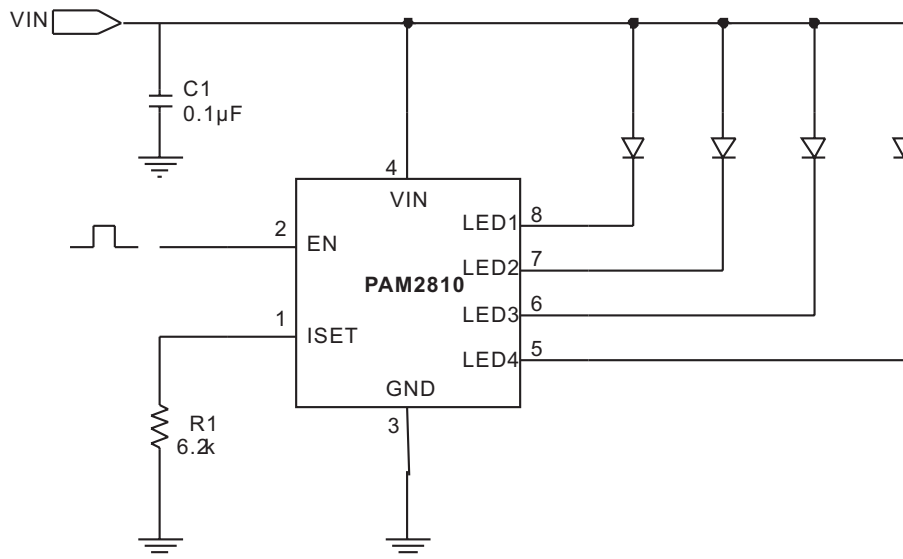 VIN
C1
0.1µF
4
VIN
2
EN
LED1
8
LED2
7
PAM2810
LED3
6
1
ISET
LED4
5
GND
3
R1
6.2k